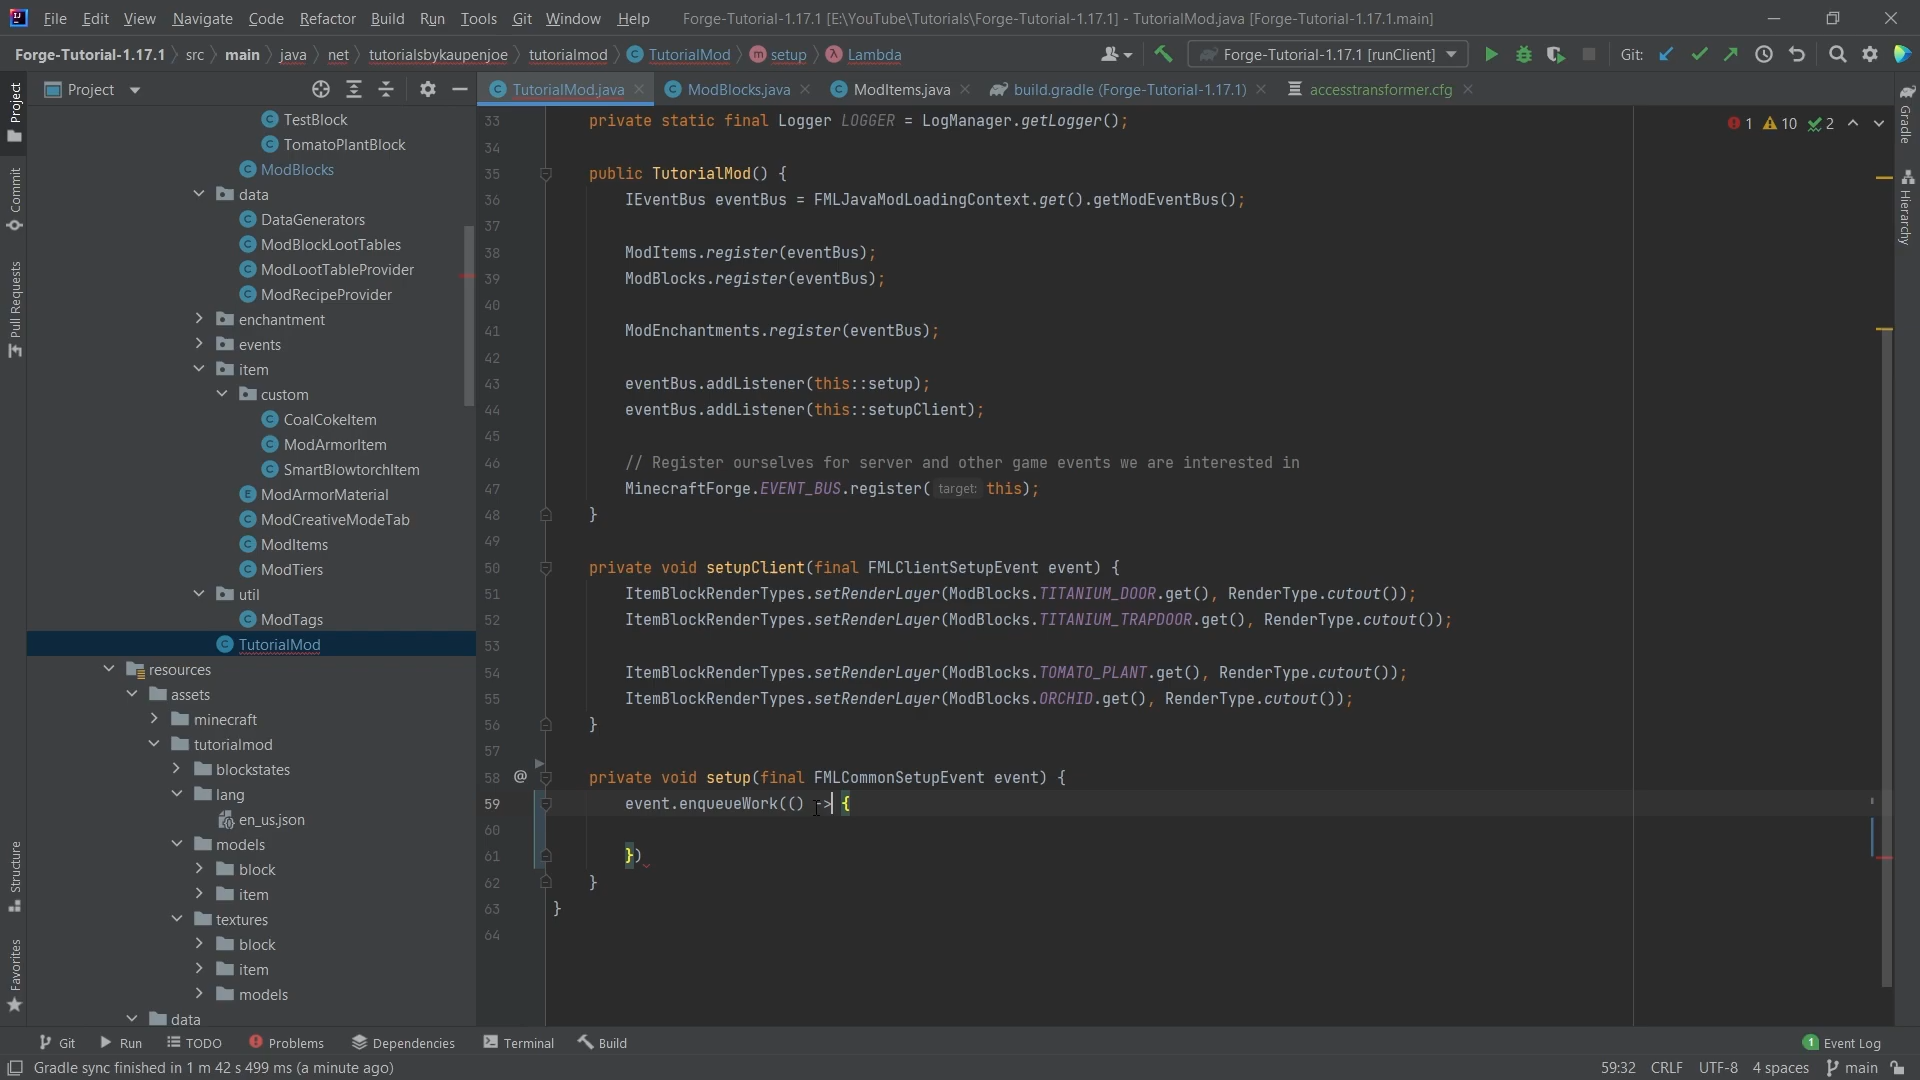 File Edit View Navigate Code Refactor Build Run Tools Git Window Help Forge-Tutorial-1.17.1 [E:\YouTube\Tutorials\Forge-Tutorial-1.17.1] - TutorialMod.java [Forge-Tutorial-1.17.1.main]
Forge-Tutorial-1.17.1 src main java net tutorialsbykaupenjoe tutorialmod TutorialMod setup Lambda Forge-Tutorial-1.17.1 [runClient] Git:
Project TutorialMod.java ModBlocks.java ModItems.java build.gradle (Forge-Tutorial-1.17.1) accesstransformer.cfg
Project
Commit
Pull Requests
Structure
Favorites
TestBlock
TomatoPlantBlock
ModBlocks
data
DataGenerators
ModBlockLootTables
ModLootTableProvider
ModRecipeProvider
enchantment
events
item
custom
CoalCokeItem
ModArmorItem
SmartBlowtorchItem
ModArmorMaterial
ModCreativeModeTab
ModItems
ModTiers
util
ModTags
TutorialMod
resources
assets
minecraft
tutorialmod
blockstates
lang
en_us.json
models
block
item
textures
block
item
models
data
33 private static final Logger LOGGER = LogManager.getLogger();
34
35 public TutorialMod() {
36 IEventBus eventBus = FMLJavaModLoadingContext.get().getModEventBus();
37
38 ModItems.register(eventBus);
39 ModBlocks.register(eventBus);
40
41 ModEnchantments.register(eventBus);
42
43 eventBus.addListener(this::setup);
44 eventBus.addListener(this::setupClient);
45
46 // Register ourselves for server and other game events we are interested in
47 MinecraftForge.EVENT_BUS.register( target: this);
48 }
49
50 private void setupClient(final FMLClientSetupEvent event) {
51 ItemBlockRenderTypes.setRenderLayer(ModBlocks.TITANIUM_DOOR.get(), RenderType.cutout());
52 ItemBlockRenderTypes.setRenderLayer(ModBlocks.TITANIUM_TRAPDOOR.get(), RenderType.cutout());
53
54 ItemBlockRenderTypes.setRenderLayer(ModBlocks.TOMATO_PLANT.get(), RenderType.cutout());
55 ItemBlockRenderTypes.setRenderLayer(ModBlocks.ORCHID.get(), RenderType.cutout());
56 }
57
58 @ private void setup(final FMLCommonSetupEvent event) {
59 event.enqueueWork(() -> {
60
61 })
62 }
63 }
64
1 10 2
Gradle
Hierarchy
Git Run TODO Problems Dependencies Terminal Build 1 Event Log
Gradle sync finished in 1 m 42 s 499 ms (a minute ago) 59:32 CRLF UTF-8 4 spaces main